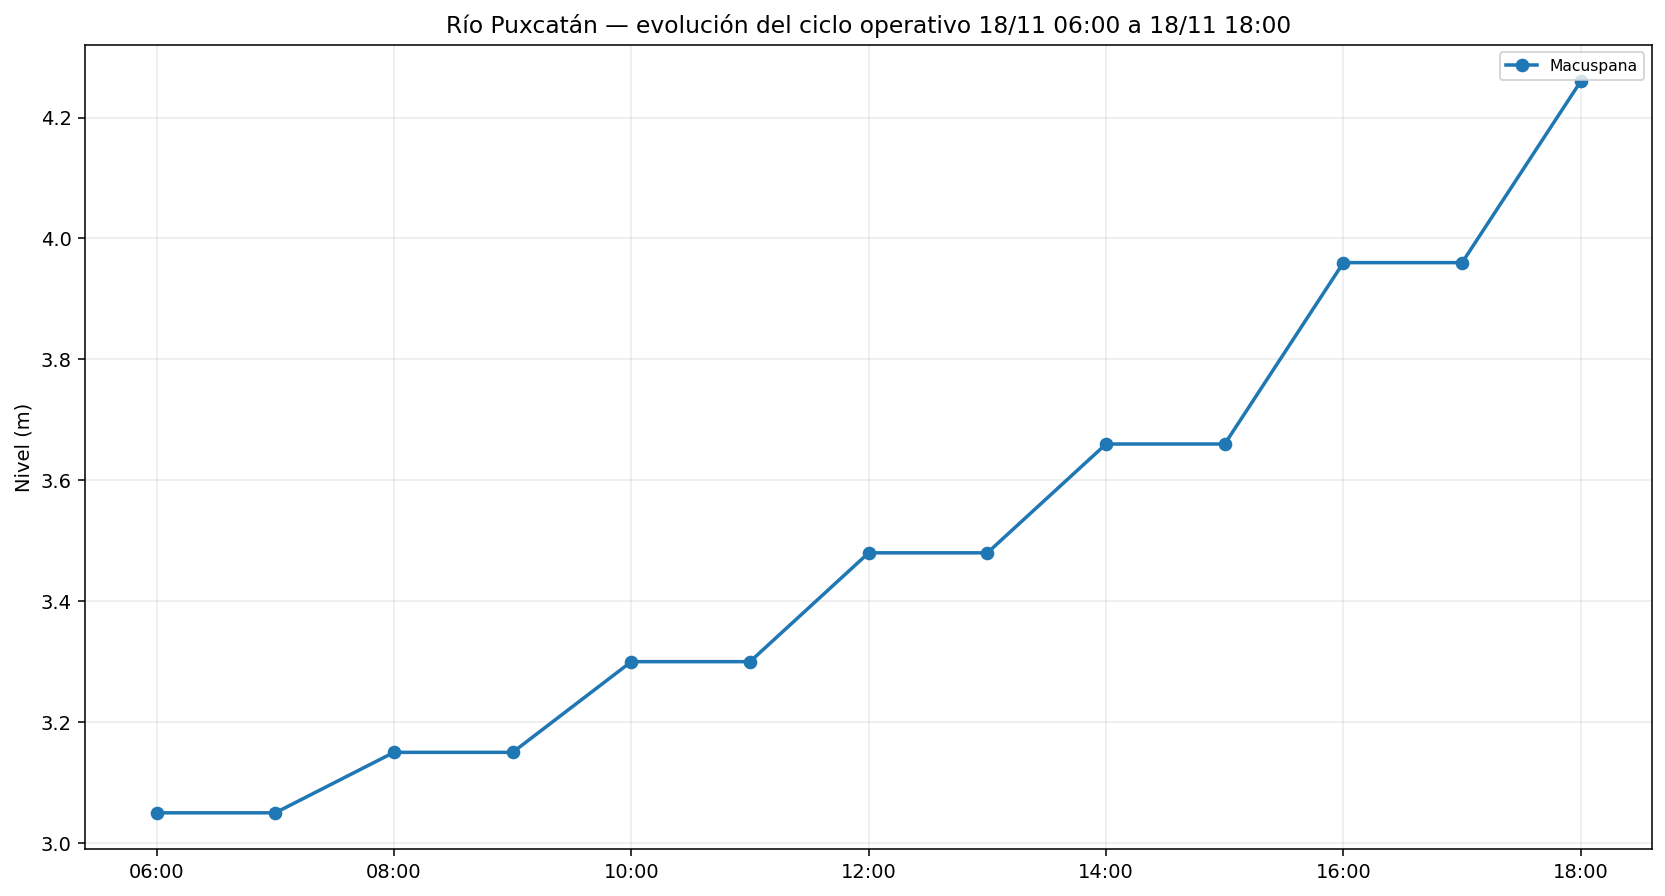 Río Puxcatán — evolución del ciclo operativo 18/11 06:00 a 18/11 18:00
Macuspana
Nivel (m)
4.2
4.0
3.8
3.6
3.4
3.2
3.0
06:00 08:00 10:00 12:00 14:00 16:00 18:00